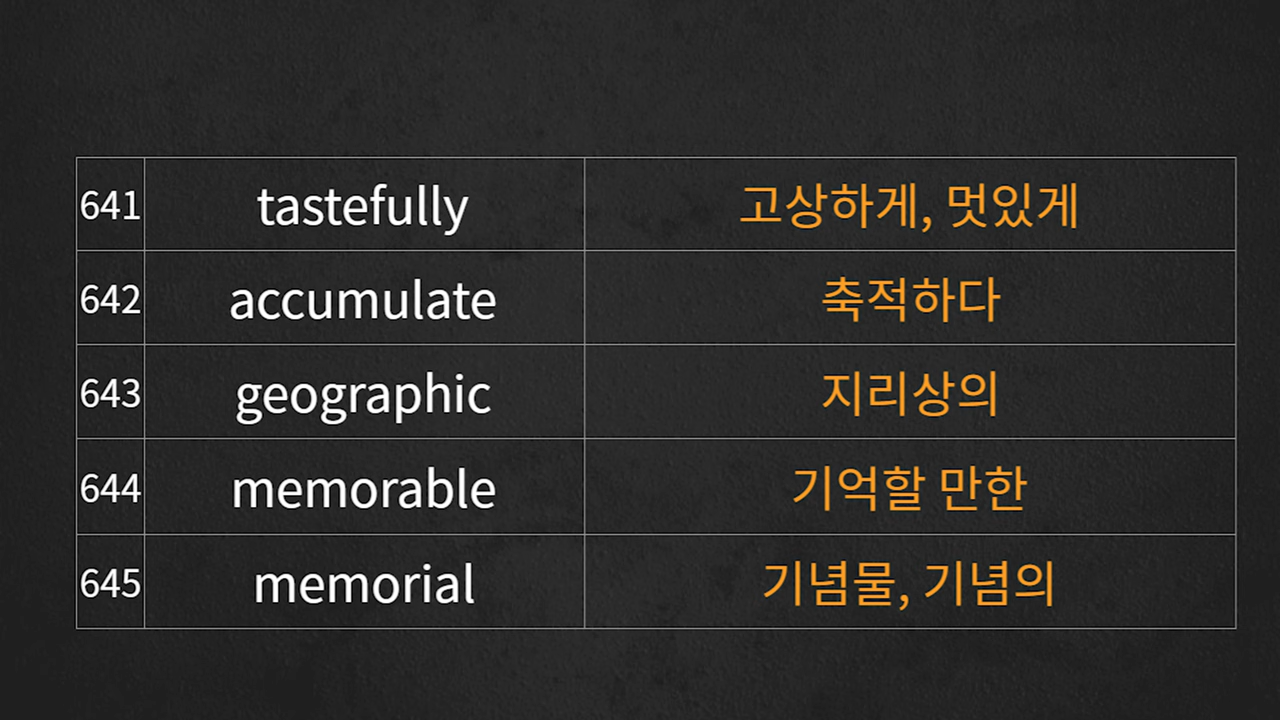 641 tastefully 고상하게, 멋있게
642 accumulate 축적하다
643 geographic 지리상의
644 memorable 기억할 만한
645 memorial 기념물, 기념의